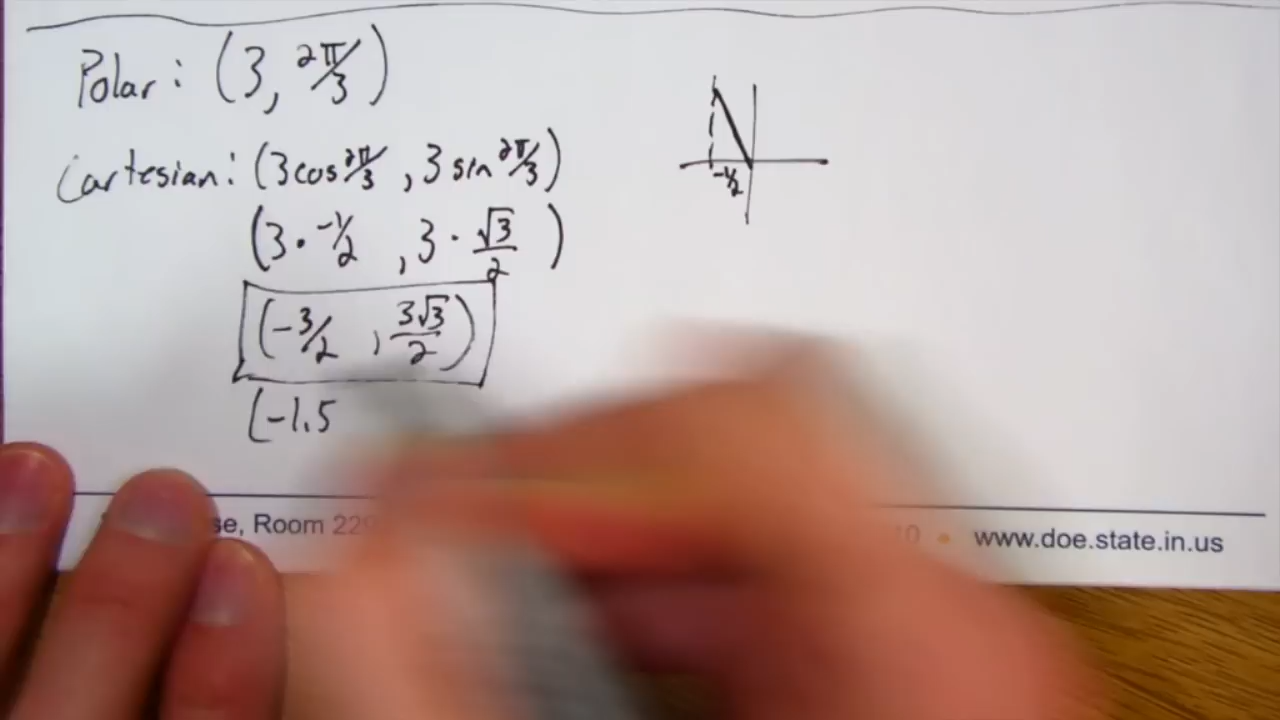 Polar: (3, 2π/3)
Cartesian: (3cos 2π/3, 3 sin 2π/3)
-1/2
(3 · -1/2, 3 · √3/2)
(-3/2, 3√3/2)
(-1.5
se, Room 229
www.doe.state.in.us